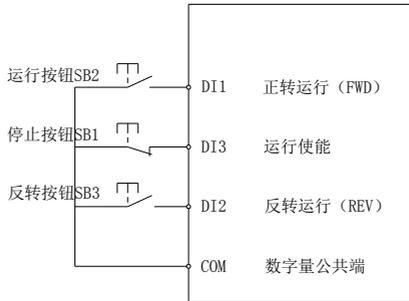 运行按钮SB2
DI1 正转运行（FWD）
停止按钮SB1
DI3 运行使能
反转按钮SB3
DI2 反转运行（REV）
COM 数字量公共端